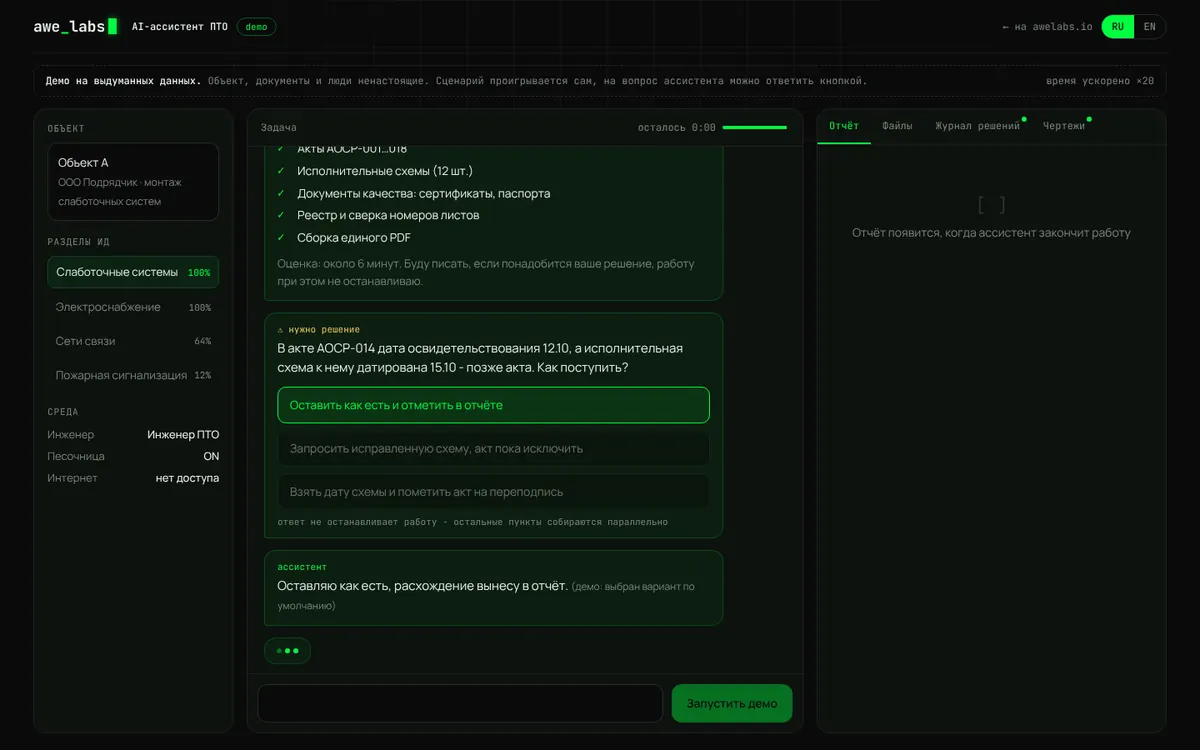 awe_labs AI-ассистент ПТО demo
← на awelabs.io RU EN
Демо на выдуманных данных. Объект, документы и люди ненастоящие. Сценарий проигрывается сам, на вопрос ассистента можно ответить кнопкой.
время ускорено ×20
ОБЪЕКТ
Объект А
ООО Подрядчик · монтаж
слаботочных систем
РАЗДЕЛЫ ИД
Слаботочные системы 100%
Электроснабжение 100%
Сети связи 64%
Пожарная сигнализация 12%
СРЕДА
Инженер Инженер ПТО
Песочница ON
Интернет нет доступа
Задача осталось 0:00
✓ Акты АОСР-001…018
✓ Исполнительные схемы (12 шт.)
✓ Документы качества: сертификаты, паспорта
✓ Реестр и сверка номеров листов
✓ Сборка единого PDF
Оценка: около 6 минут. Буду писать, если понадобится ваше решение, работу
при этом не останавливаю.
⚠ нужно решение
В акте АОСР-014 дата освидетельствования 12.10, а исполнительная
схема к нему датирована 15.10 - позже акта. Как поступить?
Оставить как есть и отметить в отчёте
Запросить исправленную схему, акт пока исключить
Взять дату схемы и пометить акт на переподпись
ответ не останавливает работу - остальные пункты собираются параллельно
ассистент
Оставляю как есть, расхождение вынесу в отчёт. (демо: выбран вариант по
умолчанию)
Запустить демо
Отчёт Файлы Журнал решений Чертежи
[ ]
Отчёт появится, когда ассистент закончит работу